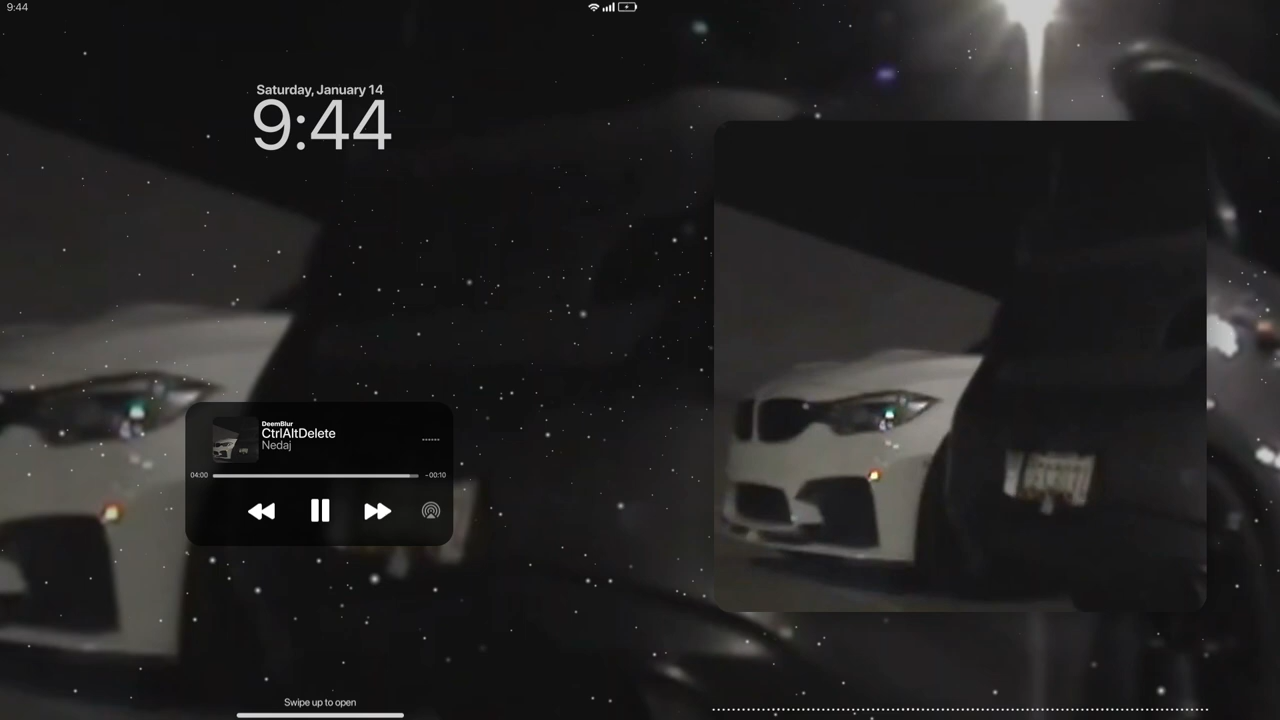 9:44
Saturday, January 14
9:44
DeemBlur
CtrlAltDelete
Nedaj
04:00
-00:10
Swipe up to open